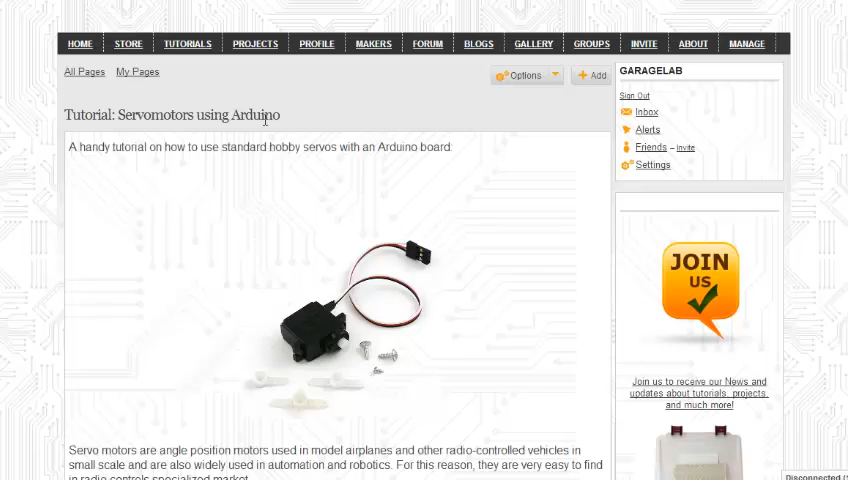 HOME STORE TUTORIALS PROJECTS PROFILE MAKERS FORUM BLOGS GALLERY GROUPS INVITE ABOUT MANAGE
All Pages My Pages
Options Add
GARAGELAB
Sign Out
Inbox
Alerts
Friends – Invite
Settings
Tutorial: Servomotors using Arduino
A handy tutorial on how to use standard hobby servos with an Arduino board:
JOIN
US
Join us to receive our News and
updates about tutorials, projects,
and much more!
Servo motors are angle position motors used in model airplanes and other radio-controlled vehicles in
small scale and are also widely used in automation and robotics. For this reason, they are very easy to find
in radio controls specialized market.
Disconnected